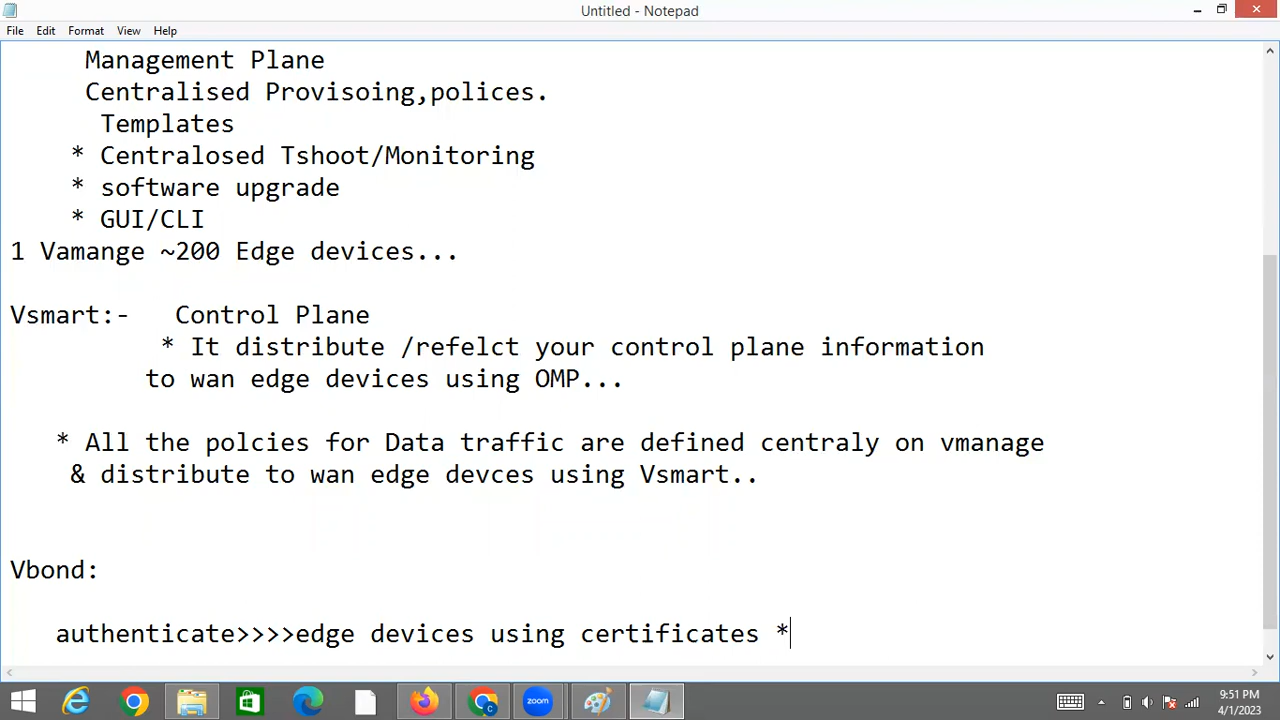 Untitled - Notepad
File Edit Format View Help
Management Plane
Centralised Provisoing,polices.
Templates
* Centralosed Tshoot/Monitoring
* software upgrade
* GUI/CLI
1 Vamange ~200 Edge devices...
Vsmart:- Control Plane
* It distribute /refelct your control plane information
to wan edge devices using OMP...
* All the polcies for Data traffic are defined centraly on vmanage
& distribute to wan edge devces using Vsmart..
Vbond:
authenticate>>>>edge devices using certificates *
zoom
9:51 PM
4/1/2023